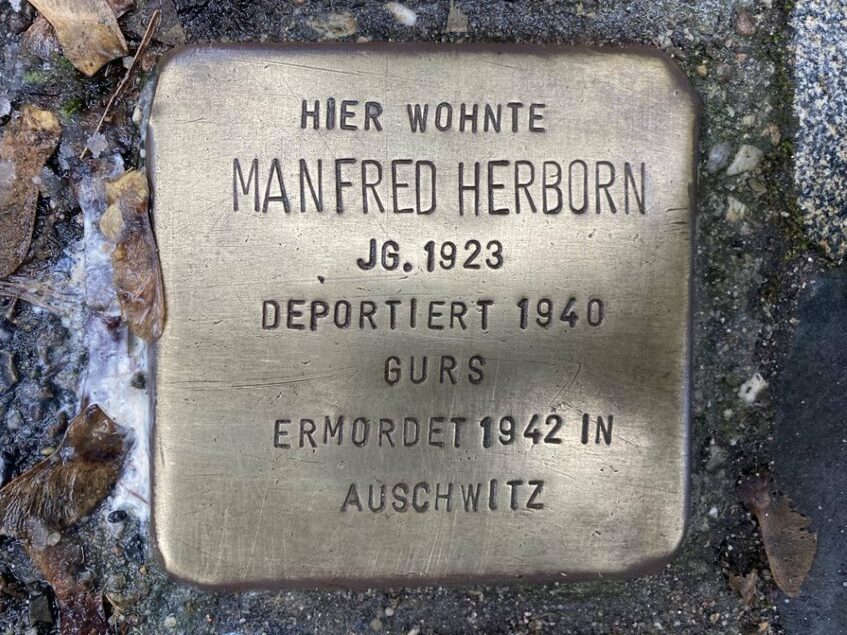 HIER WOHNTE
MANFRED HERBORN
JG. 1923
DEPORTIERT 1940
GURS
ERMORDET 1942 IN
AUSCHWITZ